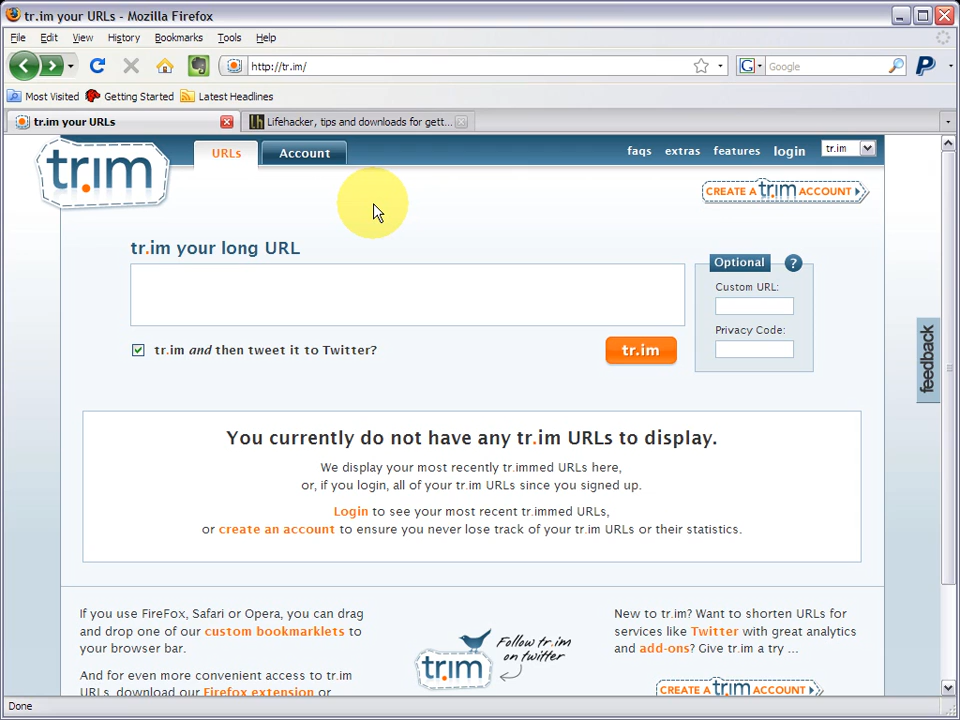 tr.im your URLs - Mozilla Firefox
File Edit View History Bookmarks Tools Help
http://tr.im/
G Google
Most Visited Getting Started Latest Headlines
tr.im your URLs
Lifehacker, tips and downloads for gett...
tr.im
URLs
Account
faqs extras features login tr.im
CREATE A tr.im ACCOUNT
tr.im your long URL
Optional ?
Custom URL:
Privacy Code:
tr.im and then tweet it to Twitter?
tr.im
feedback
You currently do not have any tr.im URLs to display.
We display your most recently tr.immed URLs here,
or, if you login, all of your tr.im URLs since you signed up.
Login to see your most recent tr.immed URLs,
or create an account to ensure you never lose track of your tr.im URLs or their statistics.
If you use FireFox, Safari or Opera, you can drag
and drop one of our custom bookmarklets to
your browser bar.
And for even more convenient access to tr.im
URLs, download our Firefox extension or
Follow tr.im
on twitter
tr.im
New to tr.im? Want to shorten URLs for
services like Twitter with great analytics
and add-ons? Give tr.im a try ...
CREATE A tr.im ACCOUNT
Done